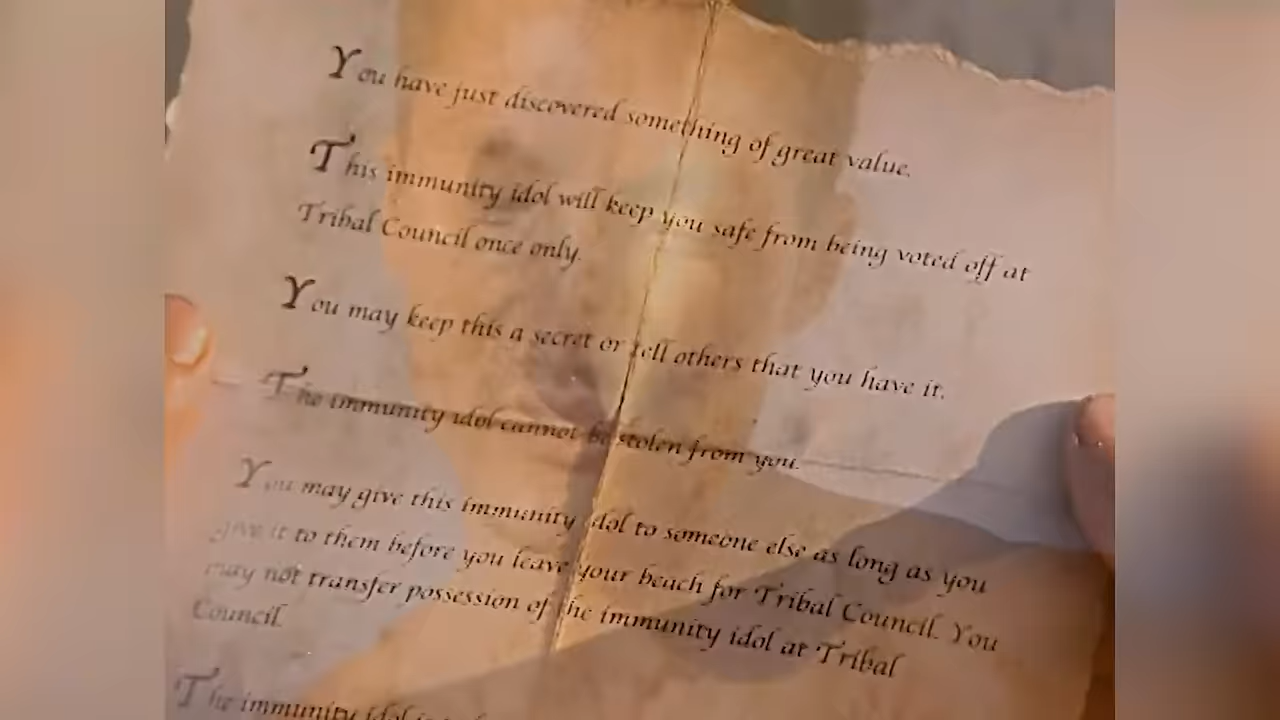 You have just discovered something of great value.
This immunity idol will keep you safe from being voted off at
Tribal Council once only.
You may keep this a secret or tell others that you have it.
The immunity idol cannot be stolen from you.
You may give this immunity idol to someone else as long as you
give it to them before you leave your beach for Tribal Council. You
may not transfer possession of the immunity idol at Tribal
Council.
The immunity idol